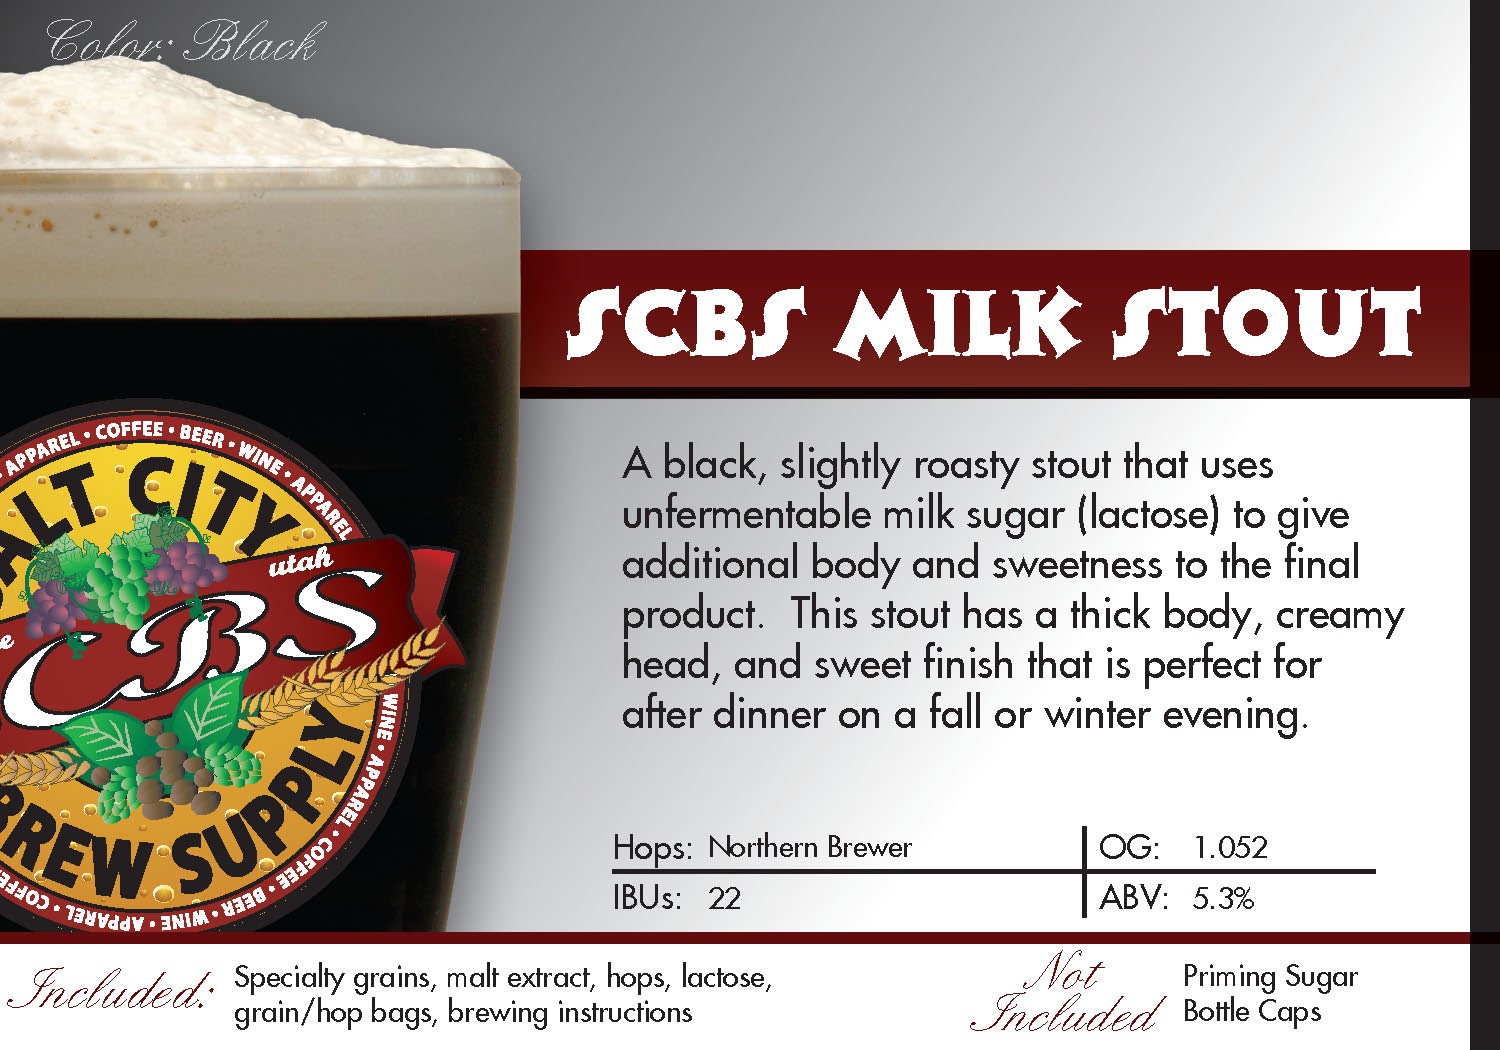 Color: Black
SCBS MILK STOUT
APPAREL • COFFEE • BEER • WINE • APPAREL
ALT CITY
utah
CBS
BREW SUPPLY
WINE • APPAREL • COFFEE • BEER • WINE • APPAREL • COFFEE
A black, slightly roasty stout that uses
unfermentable milk sugar (lactose) to give
additional body and sweetness to the final
product.  This stout has a thick body, creamy
head, and sweet finish that is perfect for
after dinner on a fall or winter evening.
Hops: Northern Brewer
OG: 1.052
IBUs: 22
ABV: 5.3%
Included: Specialty grains, malt extract, hops, lactose,
grain/hop bags, brewing instructions
Not
Included
Priming Sugar
Bottle Caps